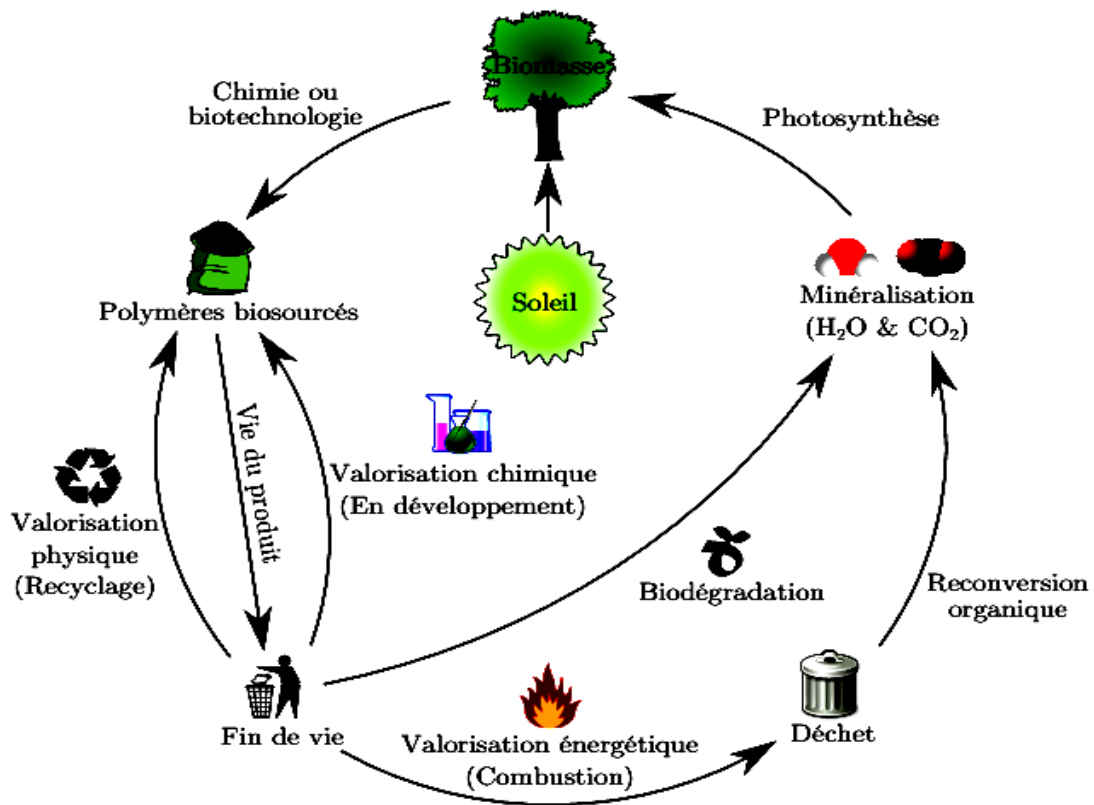 Biomasse
Chimie ou
biotechnologie
Photosynthèse
Soleil
Polymères biosourcés
Minéralisation
(H₂O & CO₂)
Vie du produit
Valorisation chimique
(En développement)
Valorisation
physique
(Recyclage)
Biodégradation
Reconversion
organique
Fin de vie
Valorisation énergétique
(Combustion)
Déchet